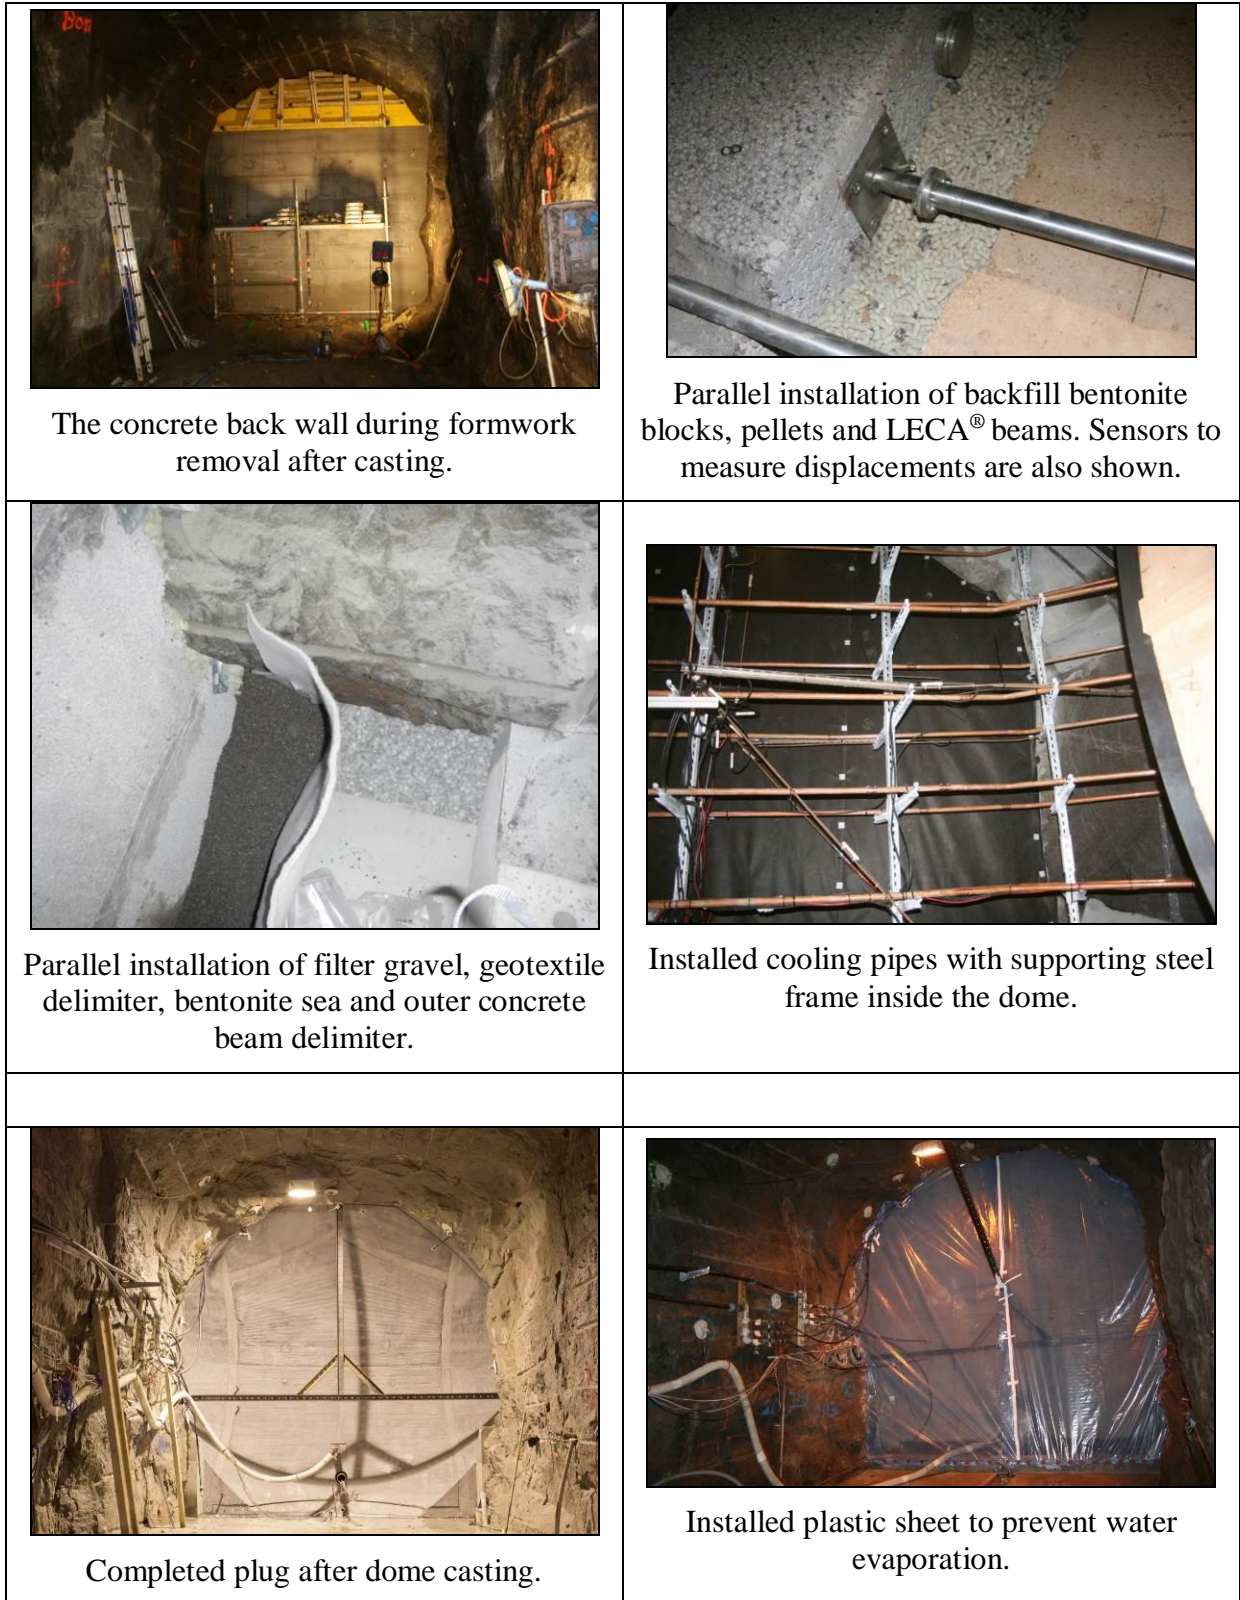 Bon
The concrete back wall during formwork
removal after casting.
Parallel installation of backfill bentonite
blocks, pellets and LECA® beams. Sensors to
measure displacements are also shown.
Parallel installation of filter gravel, geotextile
delimiter, bentonite sea and outer concrete
beam delimiter.
Installed cooling pipes with supporting steel
frame inside the dome.
Completed plug after dome casting.
Installed plastic sheet to prevent water
evaporation.